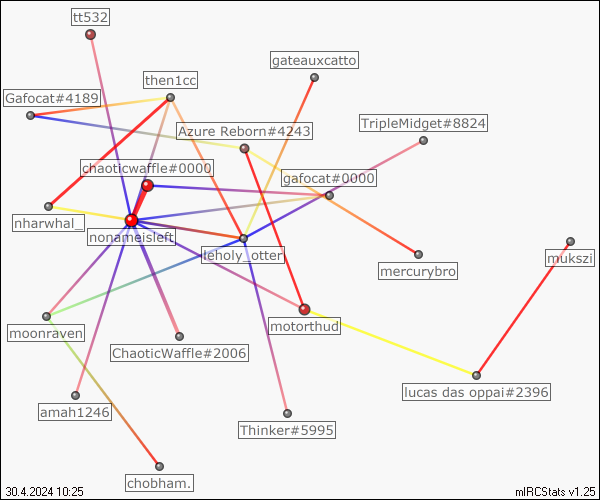 tt532
gateauxcatto
then1cc
Gafocat#4189
Azure Reborn#4243
TripleMidget#8824
chaoticwaffle#0000
gafocat#0000
nharwhal_
nonameisleft
leholy_otter
mercurybro
mukszi
moonraven
motorthud
ChaoticWaffle#2006
lucas das oppai#2396
amah1246
Thinker#5995
chobham.
30.4.2024 10:25
mIRCStats v1.25